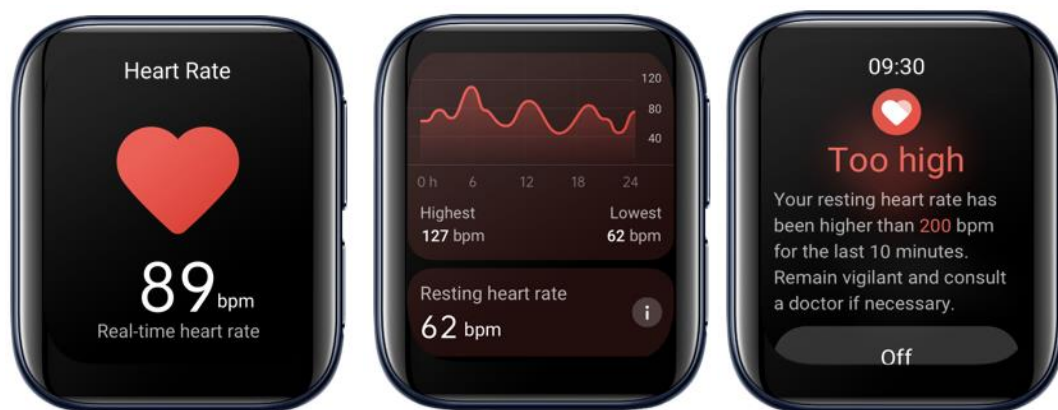 Heart Rate
89 bpm
Real-time heart rate
120
80
40
0 h 6 12 18 24
Highest Lowest
127 bpm 62 bpm
Resting heart rate
62 bpm
i
09:30
Too high
Your resting heart rate has
been higher than 200 bpm
for the last 10 minutes.
Remain vigilant and consult
a doctor if necessary.
Off